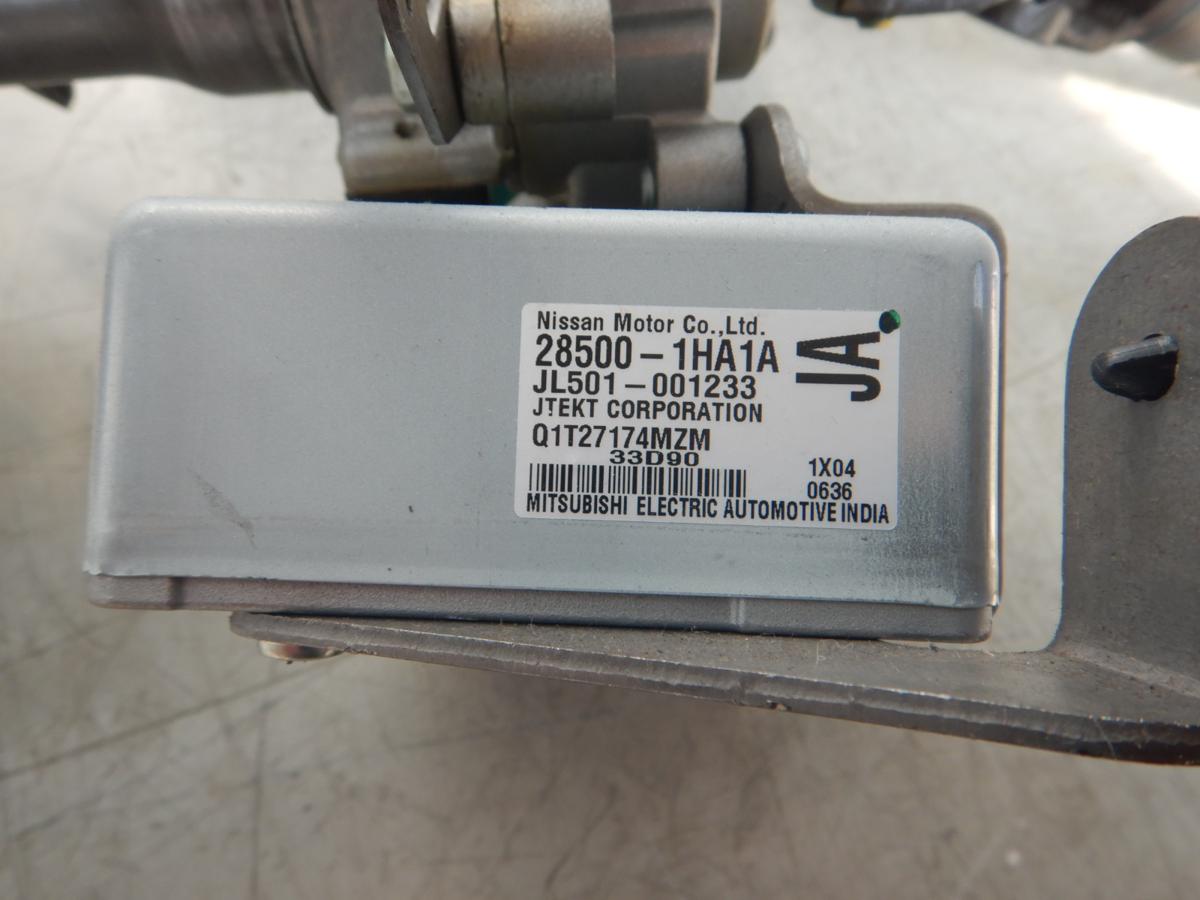 Nissan Motor Co.,Ltd.
28500-1HA1A
JA
JL501-001233
JTEKT CORPORATION
Q1T27174MZM
33D90
1X04
0636
MITSUBISHI ELECTRIC AUTOMOTIVE INDIA